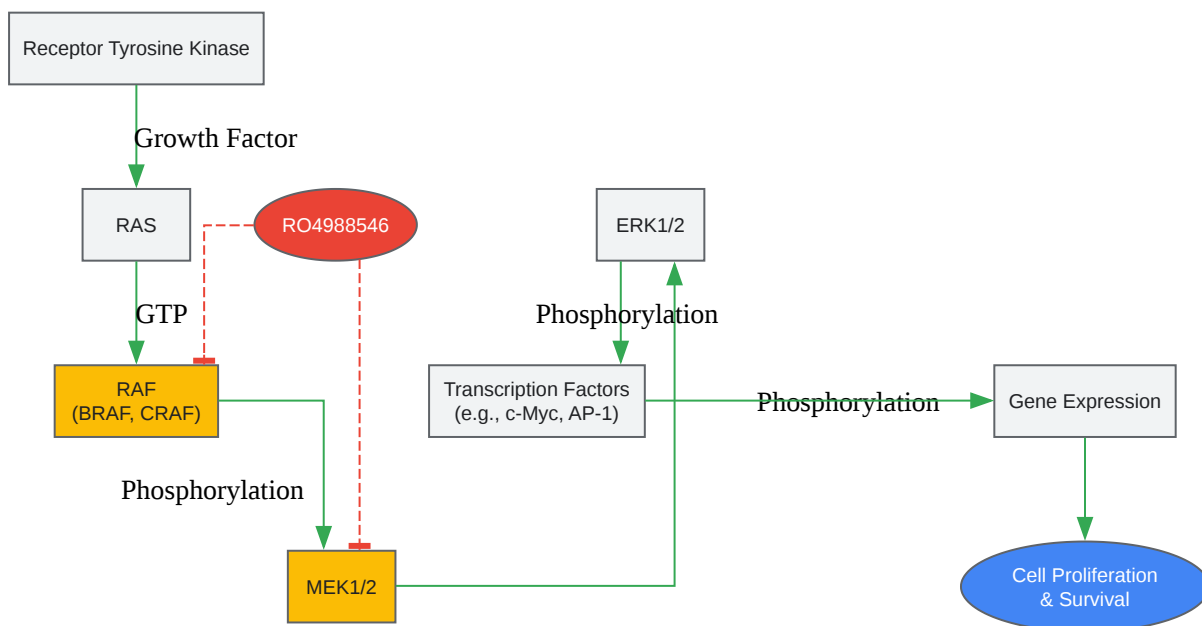 Receptor Tyrosine Kinase
Growth Factor
RAS
RO4988546
ERK1/2
GTP
Phosphorylation
RAF
(BRAF, CRAF)
Transcription Factors
(e.g., c-Myc, AP-1)
Phosphorylation
Gene Expression
Phosphorylation
MEK1/2
Cell Proliferation
& Survival